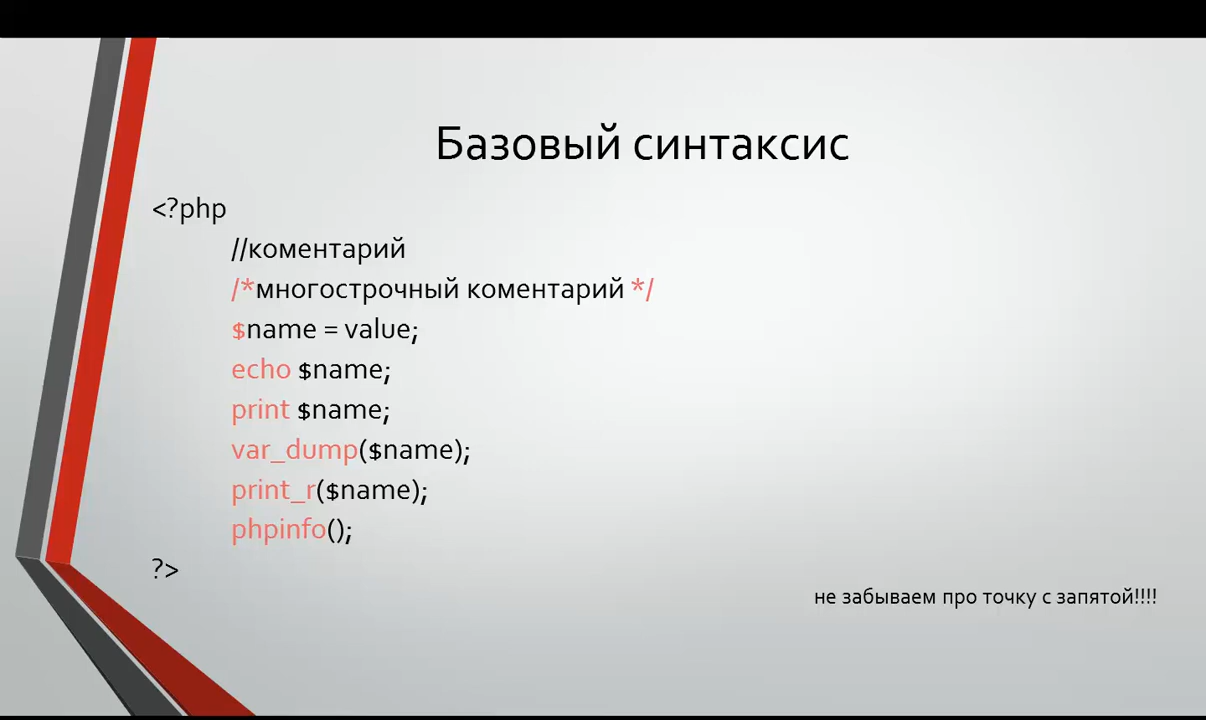 Базовый синтаксис
<?php
//коментарий
/*многострочный коментарий */
$name = value;
echo $name;
print $name;
var_dump($name);
print_r($name);
phpinfo();
?>
не забываем про точку с запятой!!!!